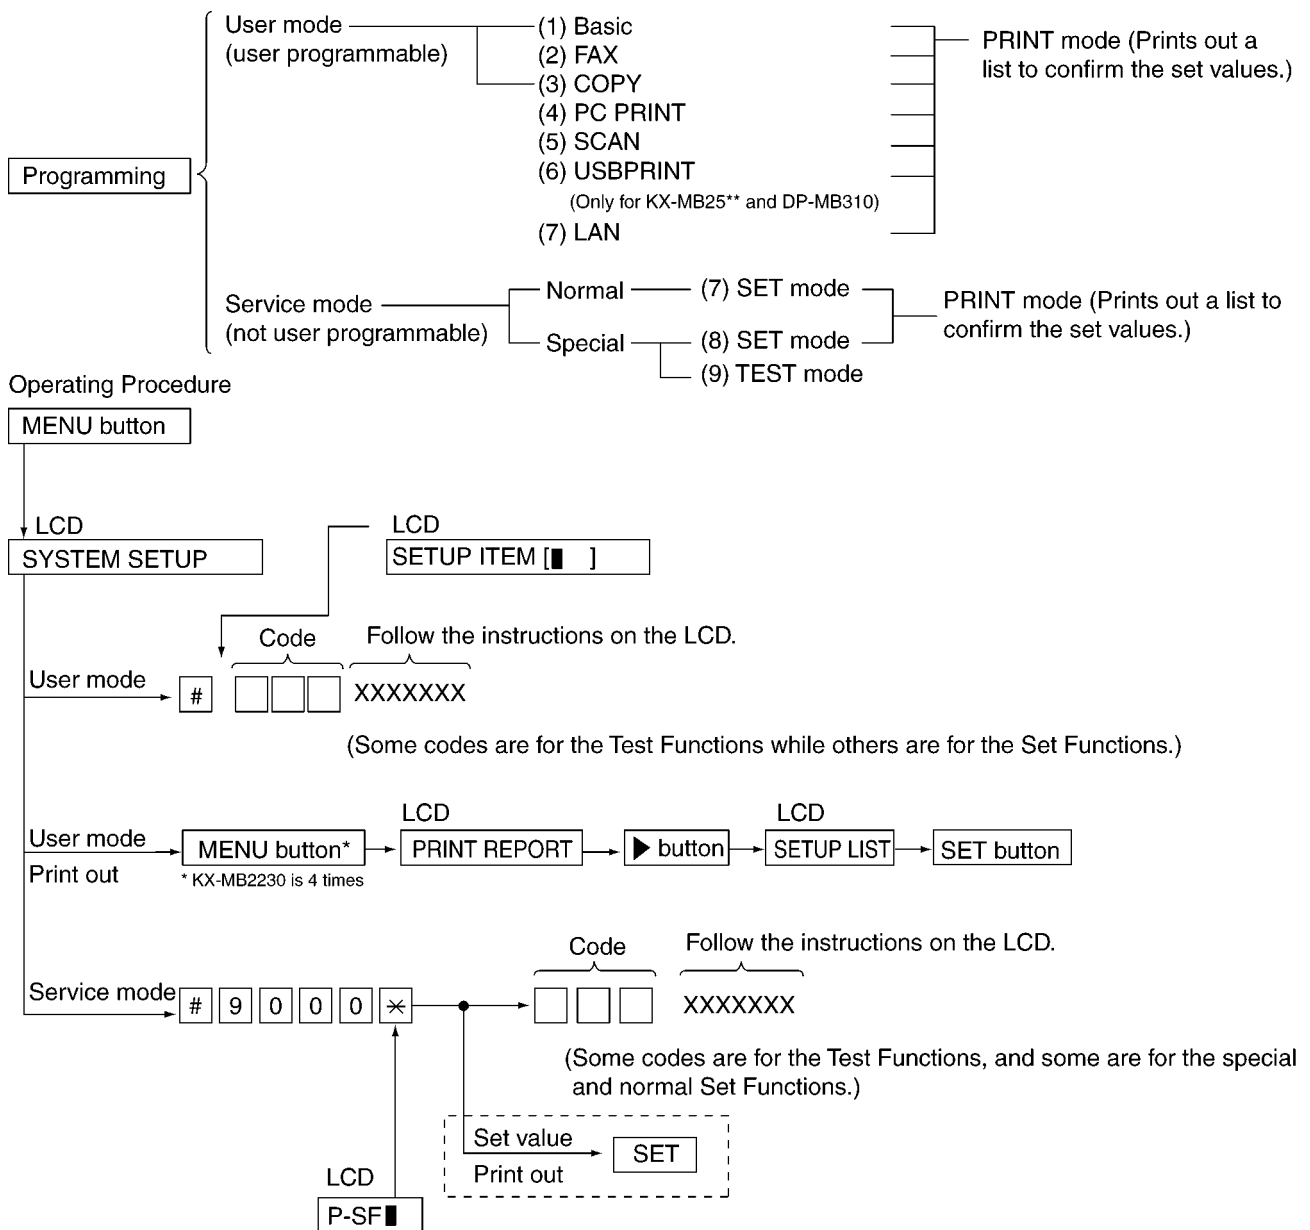 User mode
(user programmable)
(1) Basic
(2) FAX
(3) COPY
(4) PC PRINT
(5) SCAN
(6) USBPRINT
(Only for KX-MB25** and DP-MB310)
(7) LAN
PRINT mode (Prints out a
list to confirm the set values.)
Programming
Service mode
(not user programmable)
Normal
(7) SET mode
Special
(8) SET mode
(9) TEST mode
PRINT mode (Prints out a list to
confirm the set values.)
Operating Procedure
MENU button
LCD
SYSTEM SETUP
LCD
SETUP ITEM [▮ ]
Code
Follow the instructions on the LCD.
User mode
#
XXXXXXX
(Some codes are for the Test Functions while others are for the Set Functions.)
User mode
Print out
MENU button*
* KX-MB2230 is 4 times
LCD
PRINT REPORT
▶ button
LCD
SETUP LIST
SET button
Code
Follow the instructions on the LCD.
Service mode
# 9 0 0 0 *
XXXXXXX
(Some codes are for the Test Functions, and some are for the special
and normal Set Functions.)
Set value
Print out
SET
LCD
P-SF▮